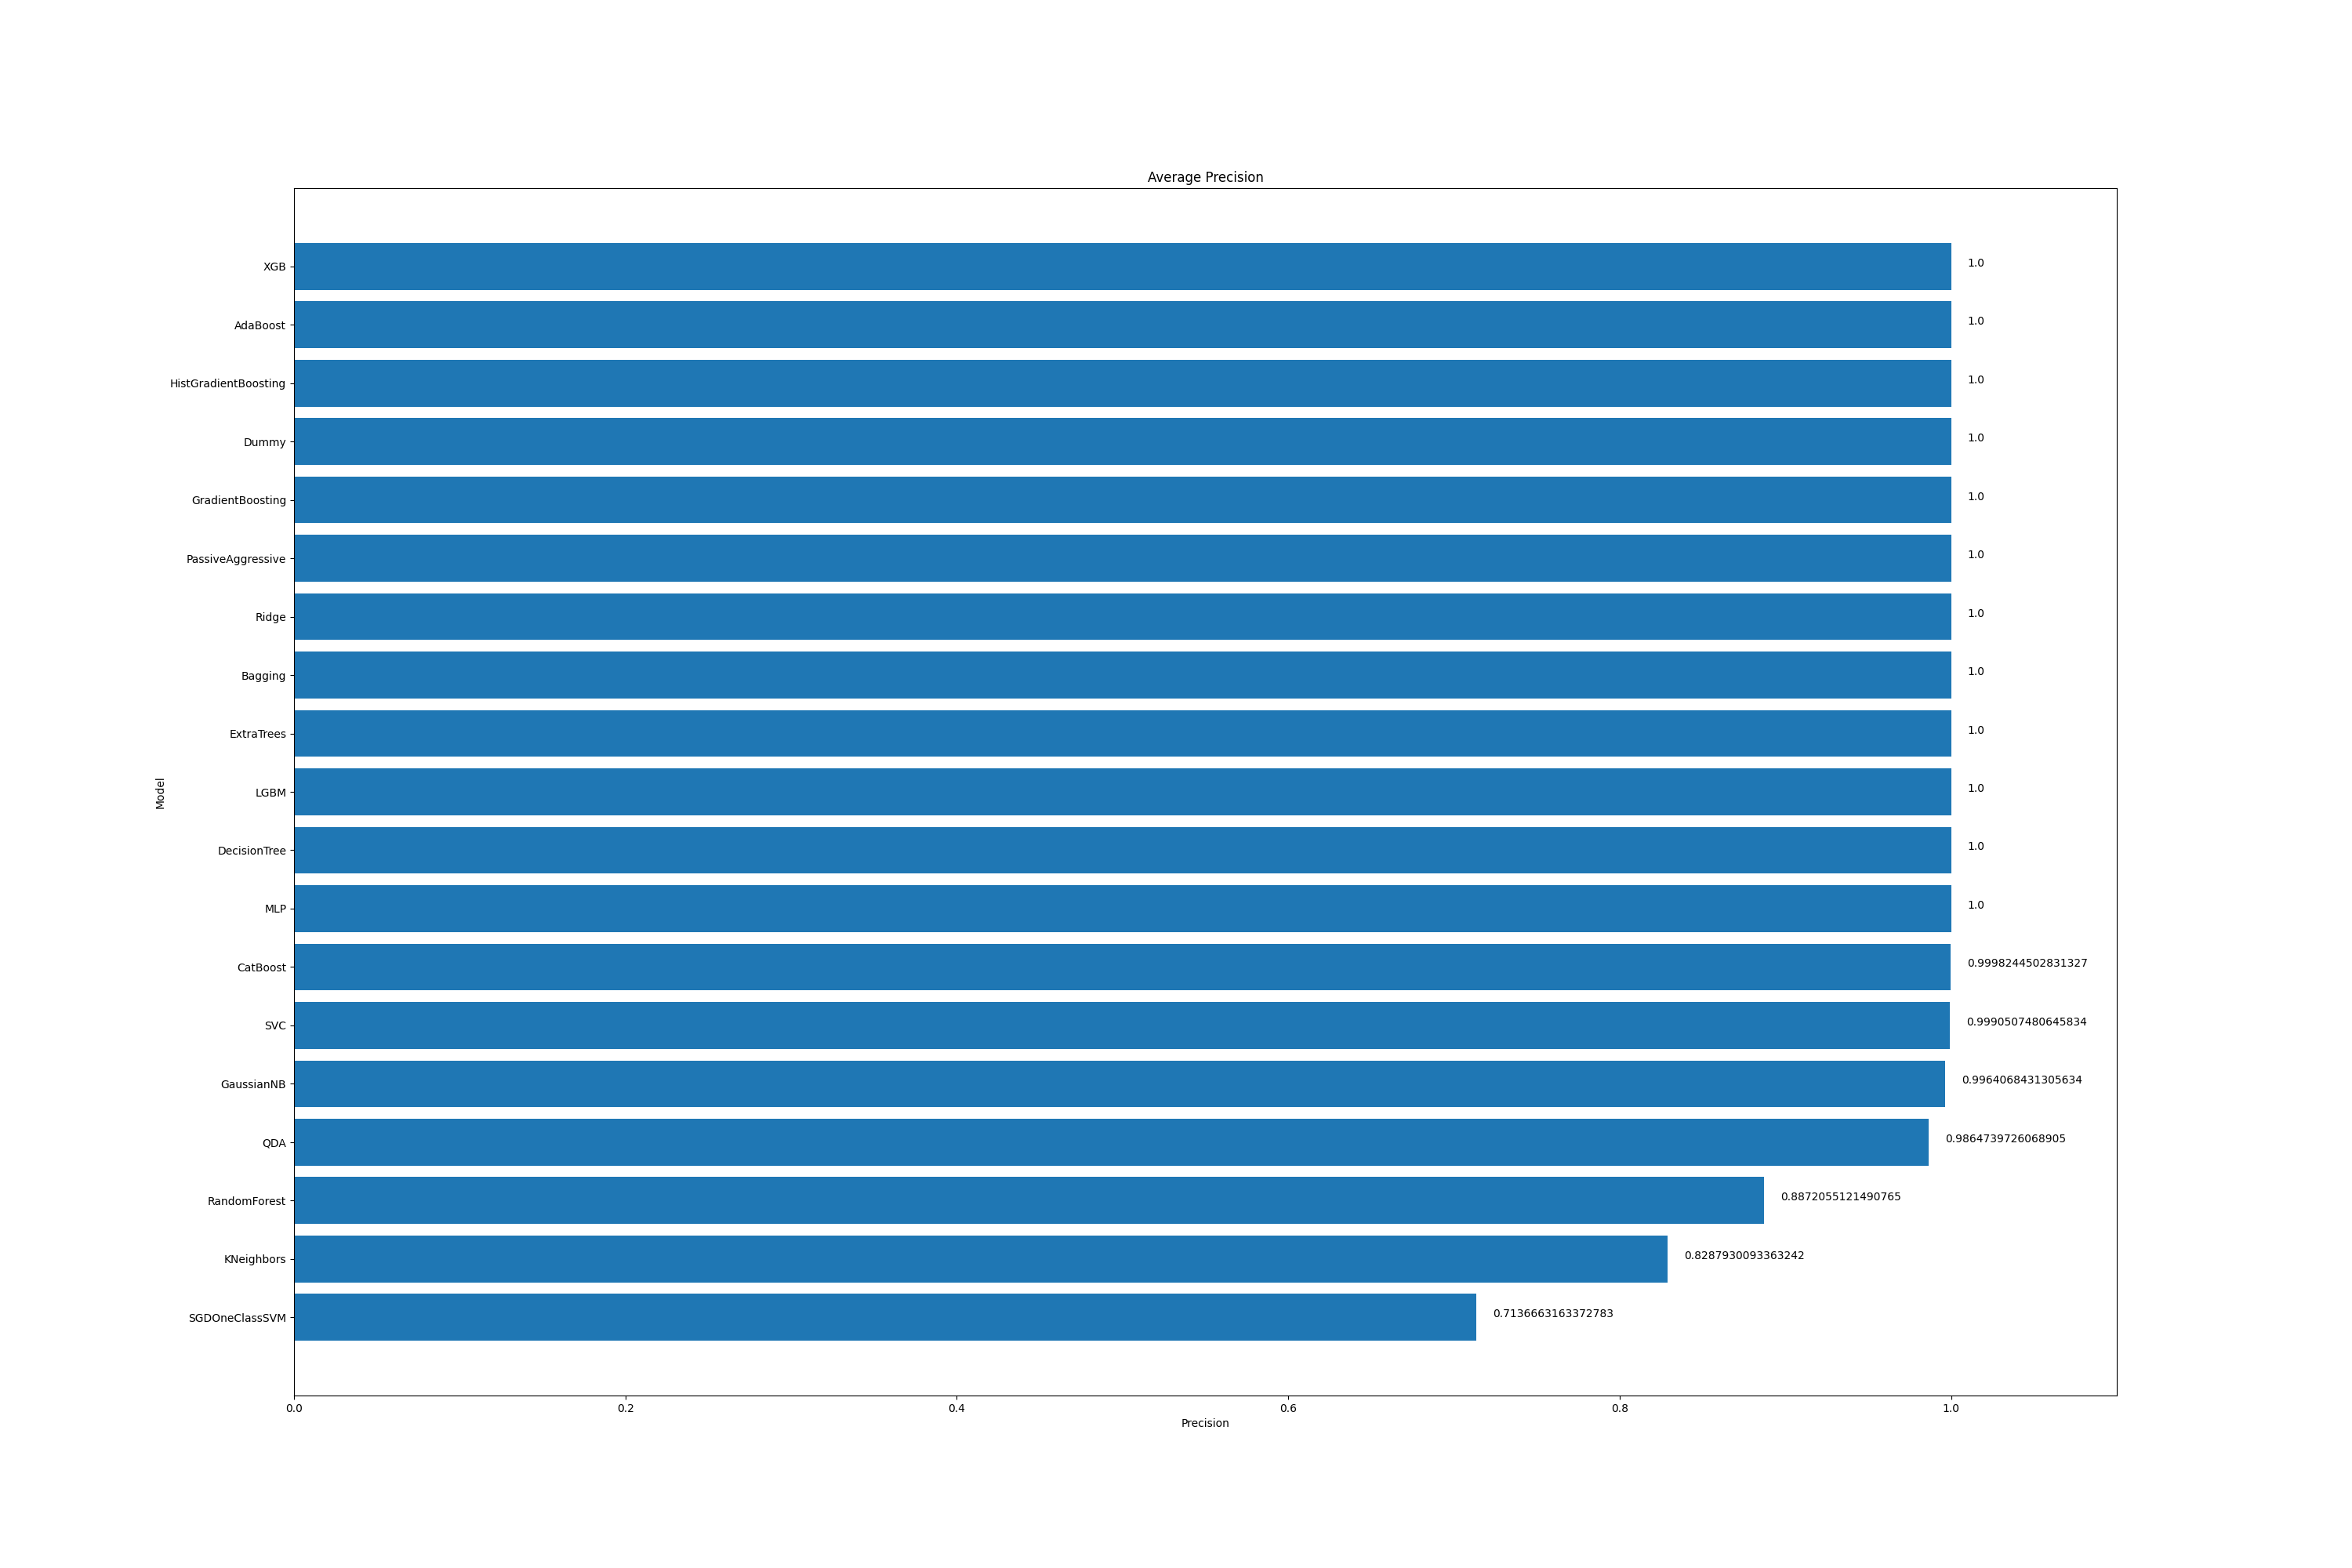 Average Precision
XGB 1.0
AdaBoost 1.0
HistGradientBoosting 1.0
Dummy 1.0
GradientBoosting 1.0
PassiveAggressive 1.0
Ridge 1.0
Bagging 1.0
ExtraTrees 1.0
LGBM 1.0
Model
DecisionTree 1.0
MLP 1.0
CatBoost 0.9998244502831327
SVC 0.9990507480645834
GaussianNB 0.9964068431305634
QDA 0.9864739726068905
RandomForest 0.8872055121490765
KNeighbors 0.8287930093363242
SGDOneClassSVM 0.7136663163372783
0.0 0.2 0.4 0.6 0.8 1.0
Precision